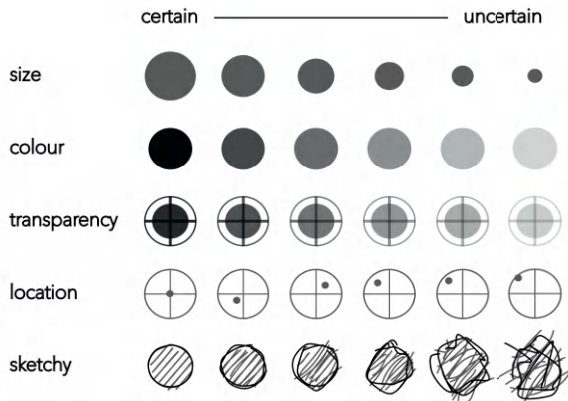 certain uncertain
size
colour
transparency
location
sketchy